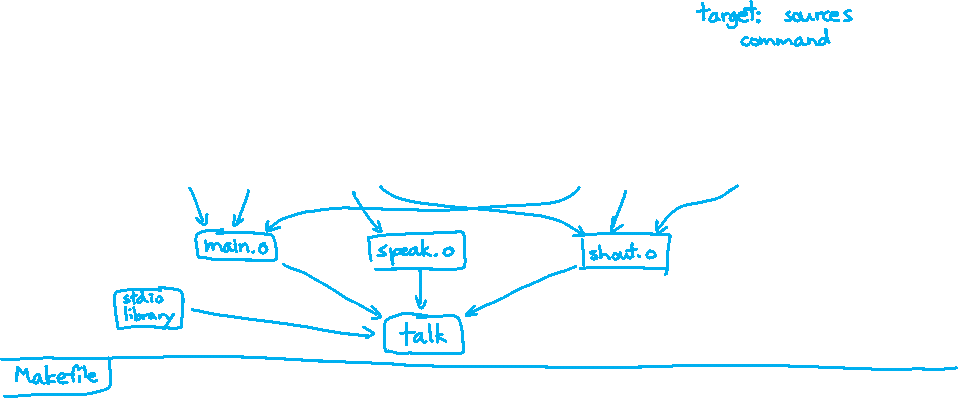 target: sources
command
main.o
speak.o
shout.o
stdio
library
talk
Makefile